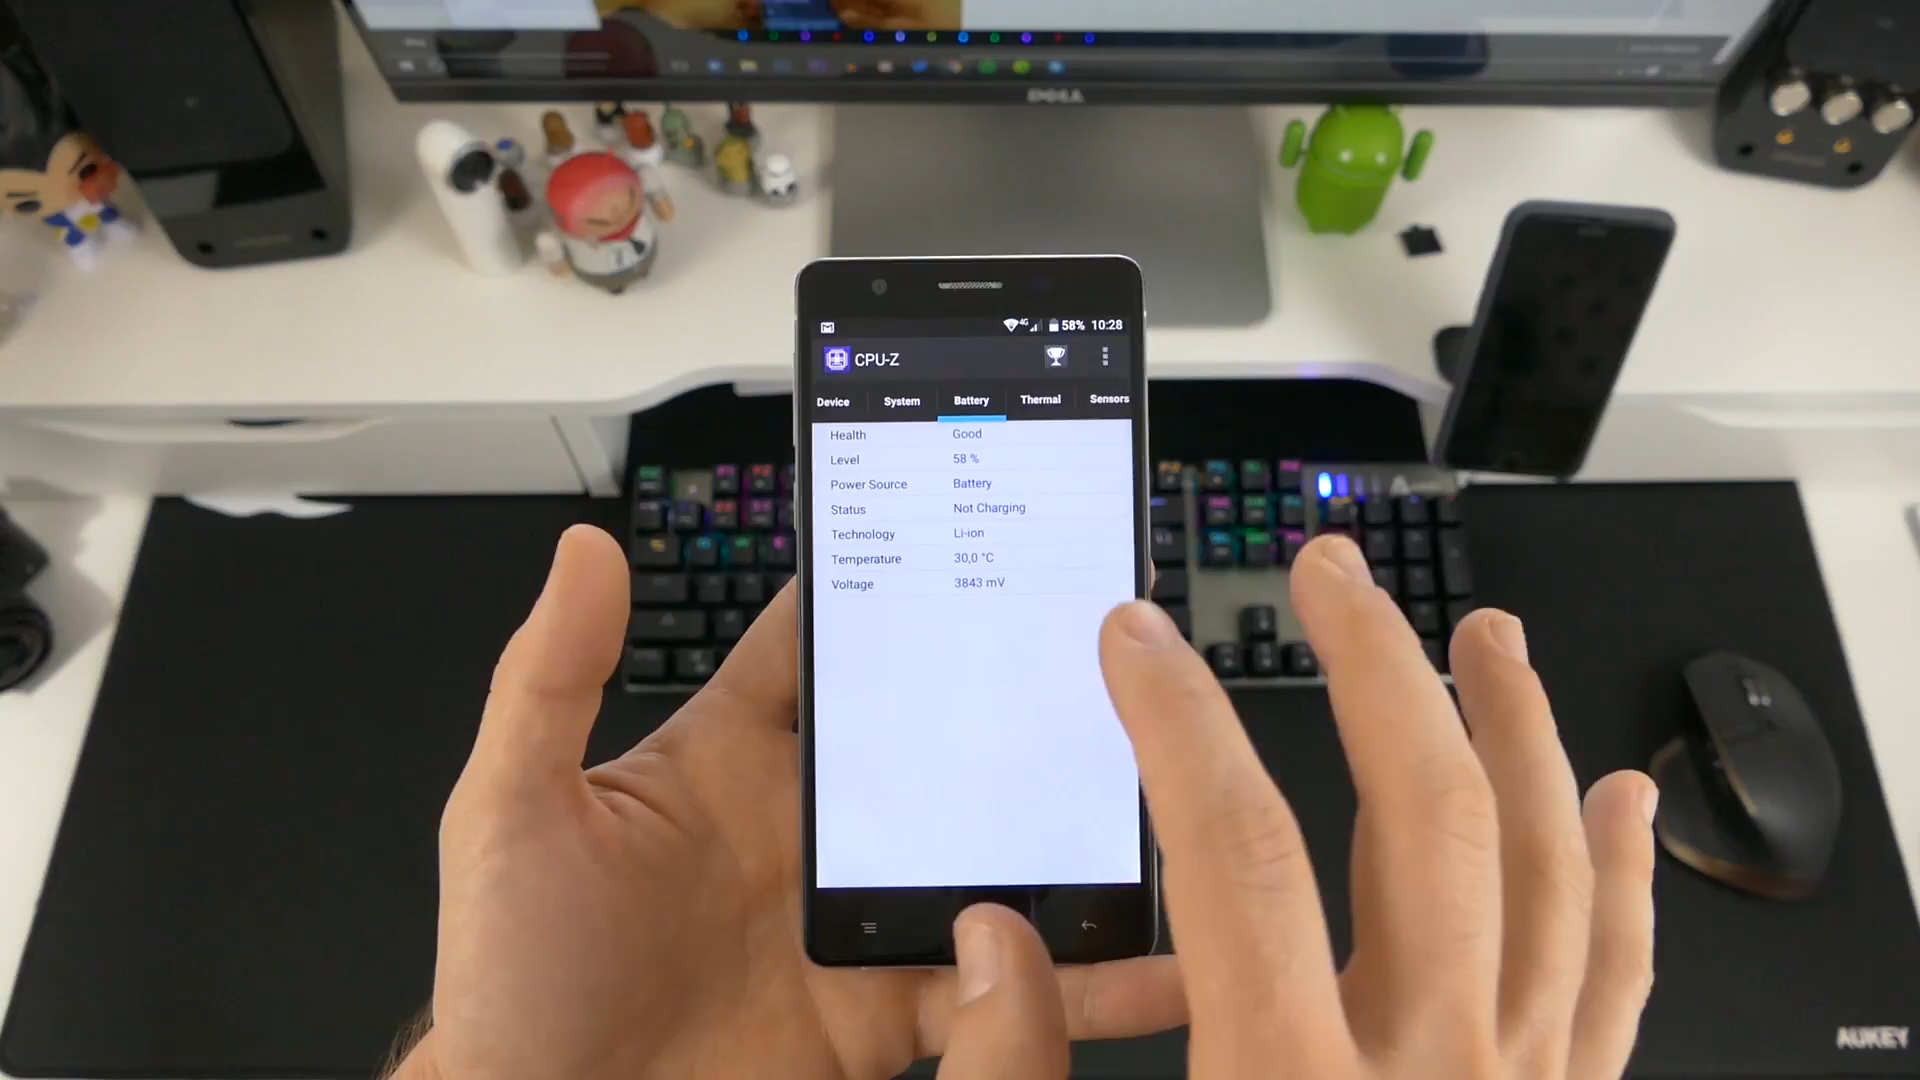 DELL
4G 58% 10:28
CPU-Z
Device System Battery Thermal Sensors
Health Good
Level 58 %
Power Source Battery
Status Not Charging
Technology Li-ion
Temperature 30,0 °C
Voltage 3843 mV
AUKEY